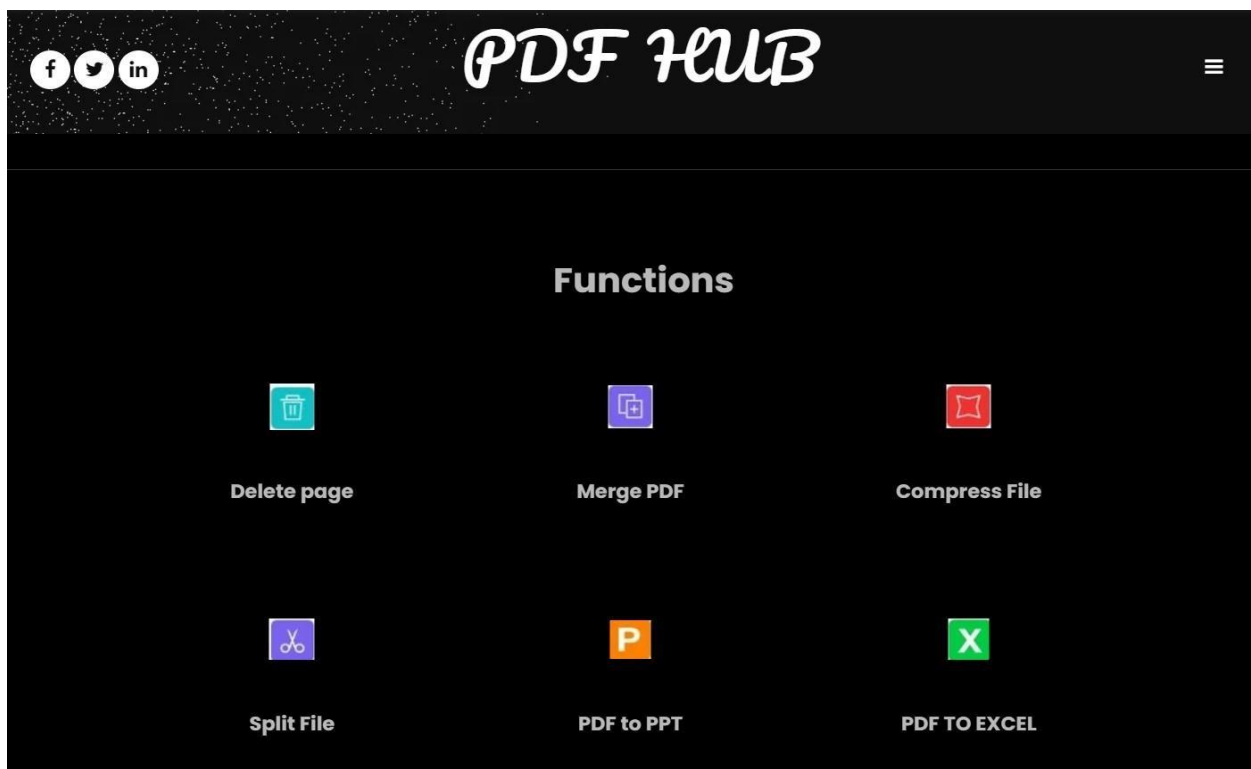 PDF HUB
Functions
Delete page Merge PDF Compress File
P X
Split File PDF to PPT PDF TO EXCEL